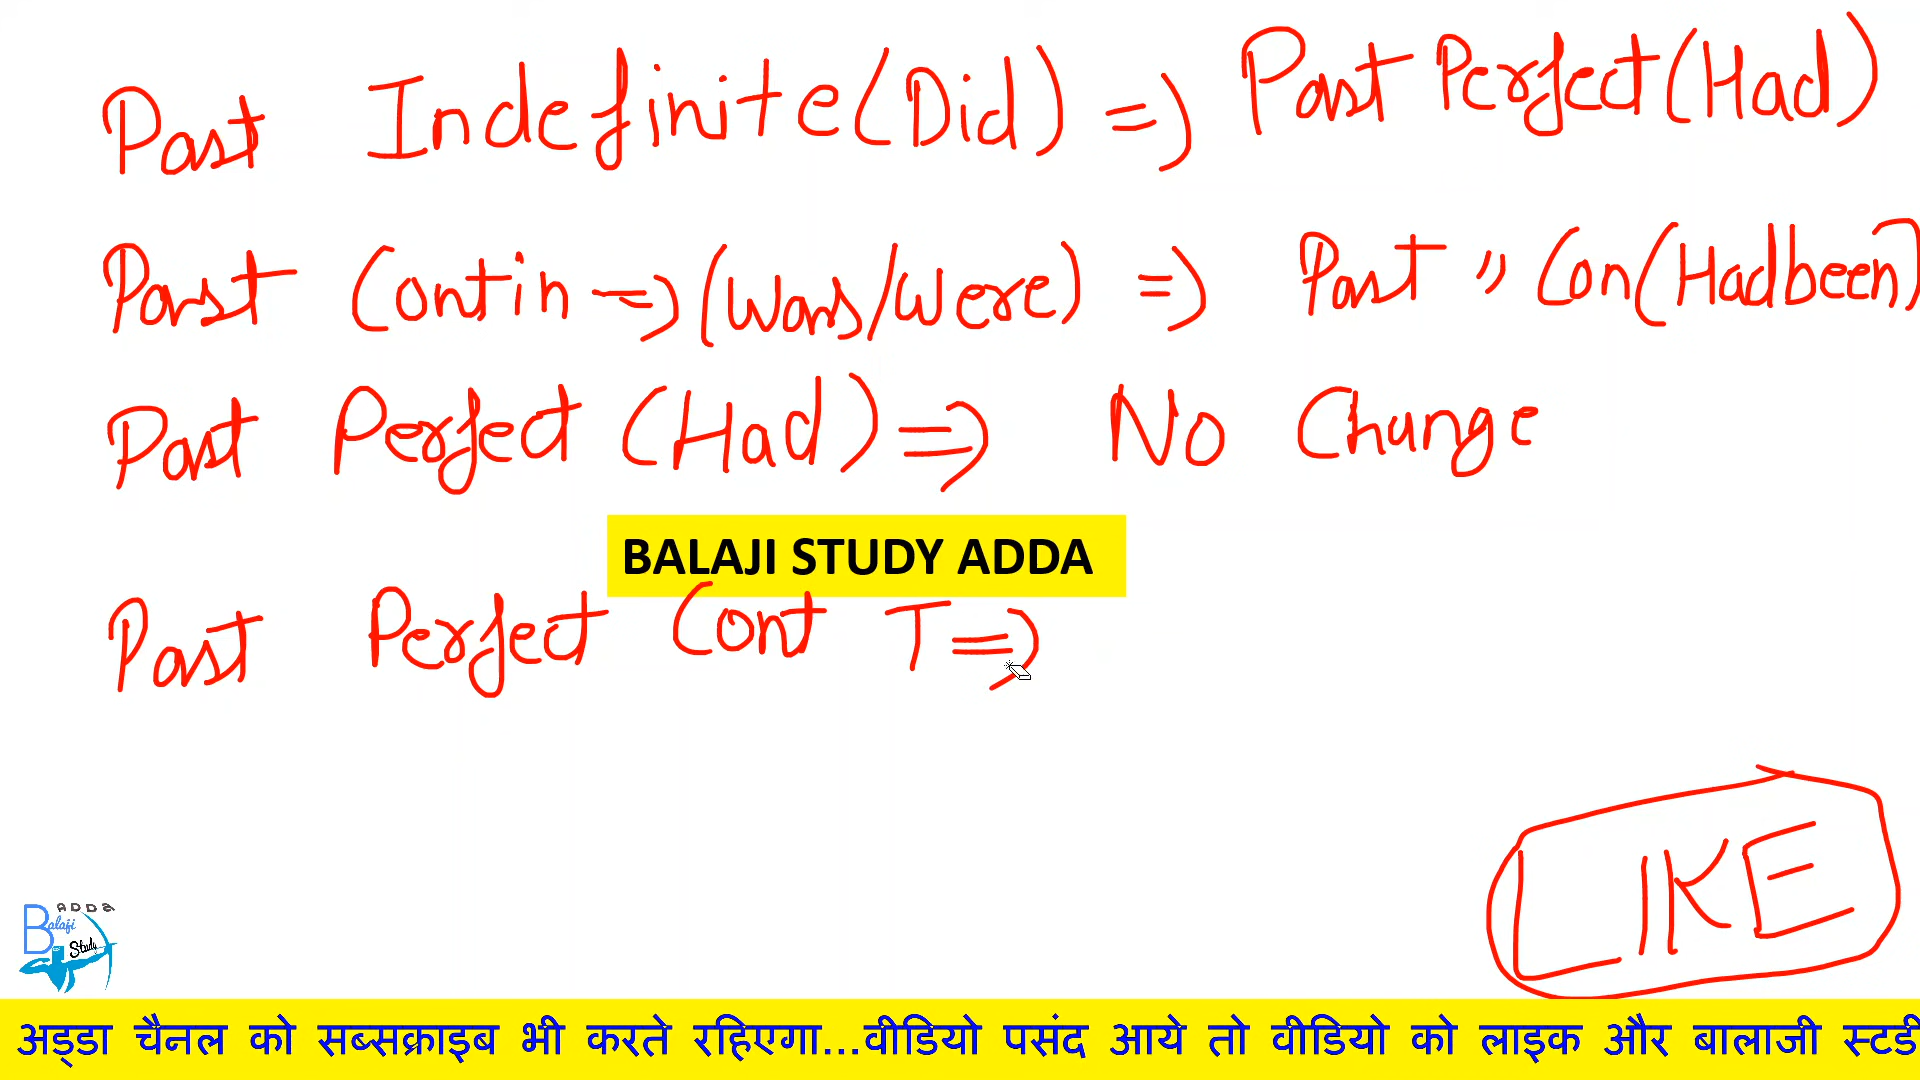 Past Indefinite (Did) => Past Perfect (Had)
Past Contin -> (Was/Were) => Past " Con (Had been)
Past Perfect (Had) => No Change
BALAJI STUDY ADDA
Past Perfect Cont T =>
LIKE
ADDA
Balaji
Study
अड्डा चैनल को सब्सक्राइब भी करते रहिएगा...वीडियो पसंद आये तो वीडियो को लाइक और बालाजी स्टडी